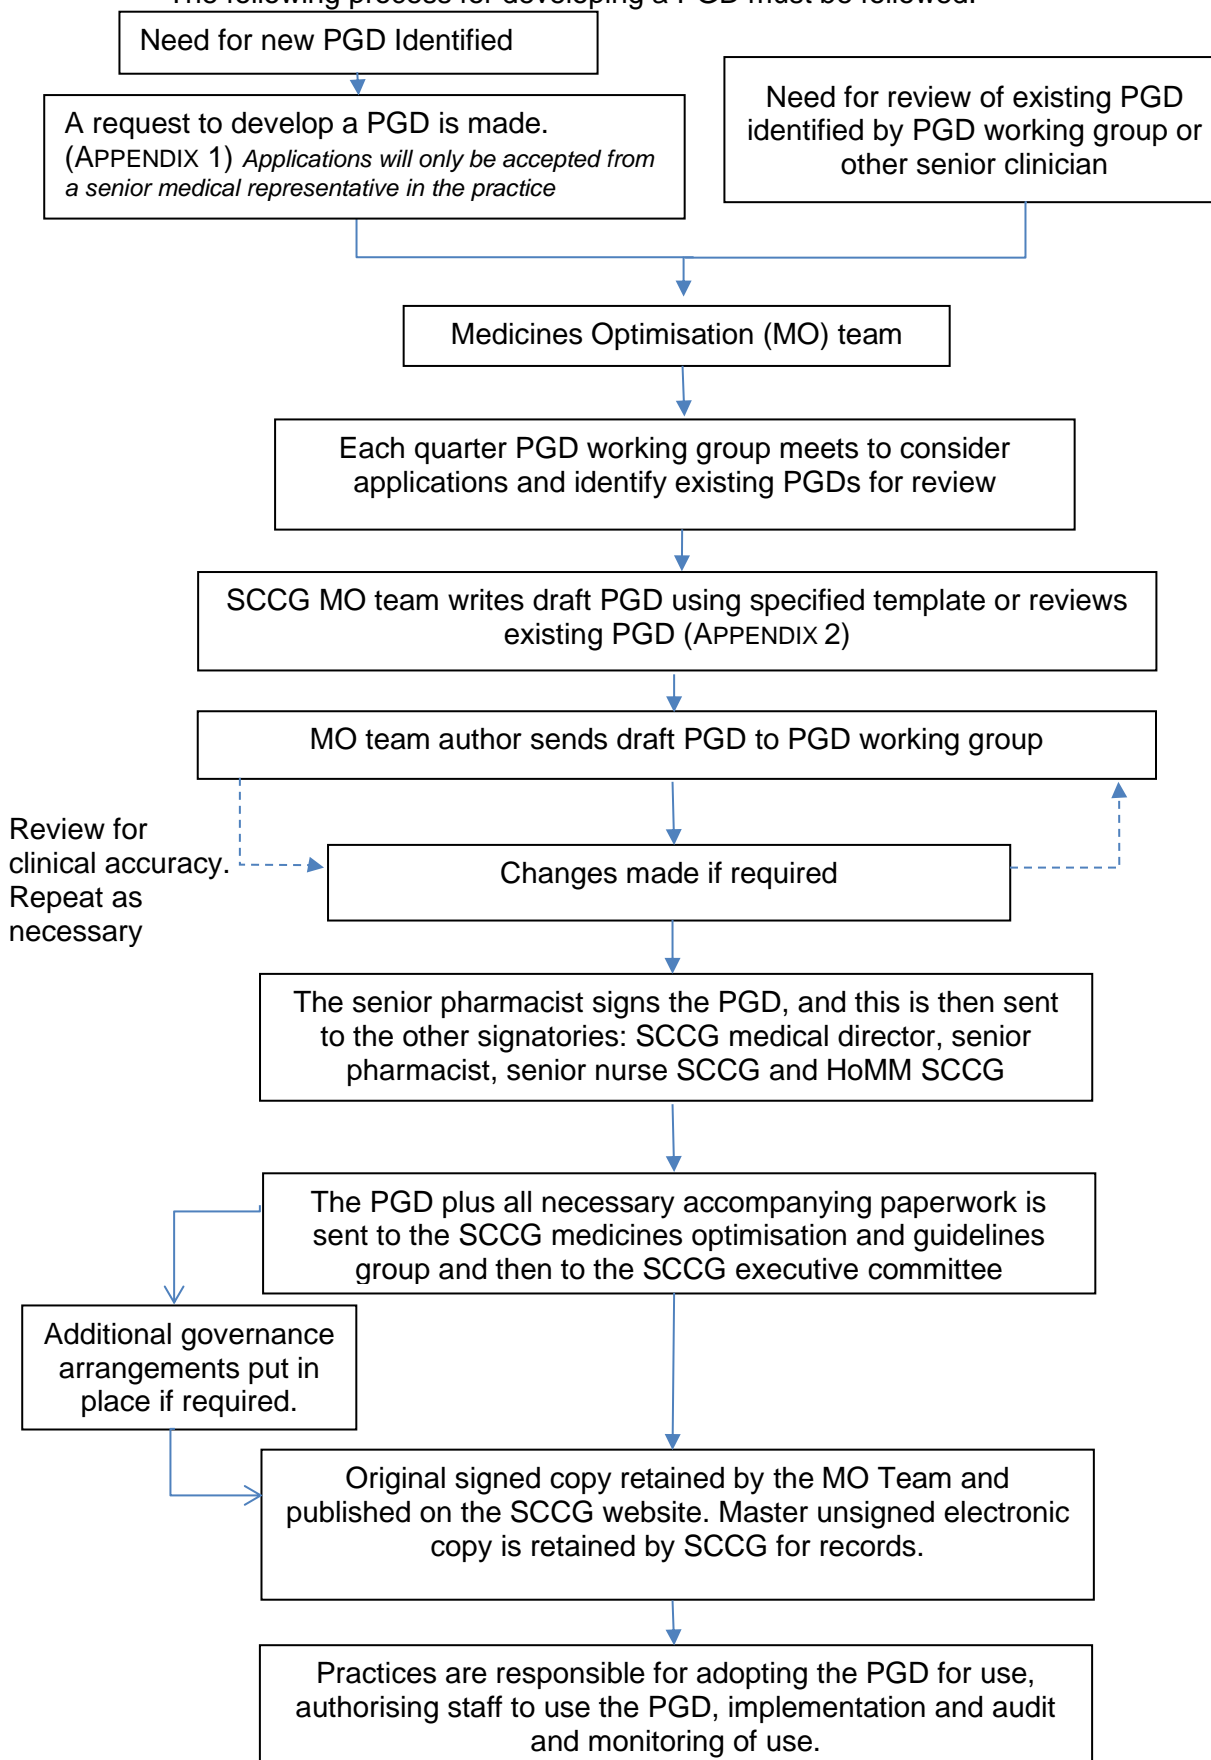 The following process for developing a PGD must be followed:
Need for new PGD Identified
A request to develop a PGD is made.
(APPENDIX 1) Applications will only be accepted from
a senior medical representative in the practice
Need for review of existing PGD
identified by PGD working group or
other senior clinician
Medicines Optimisation (MO) team
Each quarter PGD working group meets to consider
applications and identify existing PGDs for review
SCCG MO team writes draft PGD using specified template or reviews
existing PGD (APPENDIX 2)
MO team author sends draft PGD to PGD working group
Review for
clinical accuracy.
Repeat as
necessary
Changes made if required
The senior pharmacist signs the PGD, and this is then sent
to the other signatories: SCCG medical director, senior
pharmacist, senior nurse SCCG and HoMM SCCG
The PGD plus all necessary accompanying paperwork is
sent to the SCCG medicines optimisation and guidelines
group and then to the SCCG executive committee
Additional governance
arrangements put in
place if required.
Original signed copy retained by the MO Team and
published on the SCCG website. Master unsigned electronic
copy is retained by SCCG for records.
Practices are responsible for adopting the PGD for use,
authorising staff to use the PGD, implementation and audit
and monitoring of use.